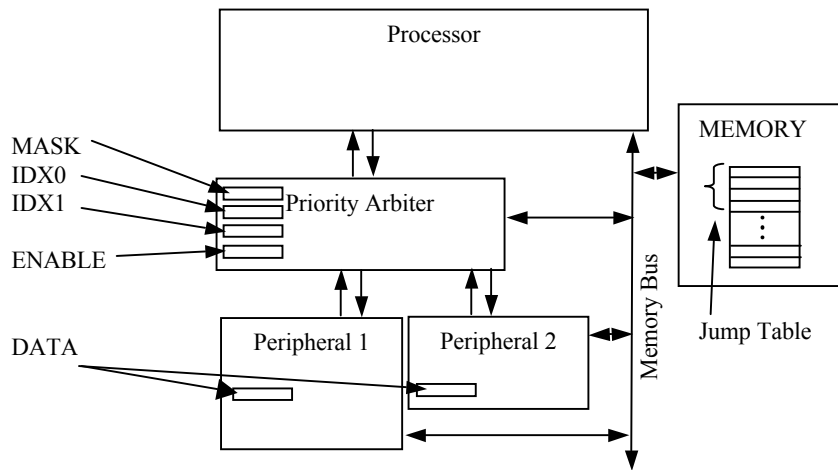 Processor
MASK
IDX0
IDX1
ENABLE
Priority Arbiter
MEMORY
Jump Table
Memory Bus
DATA
Peripheral 1
Peripheral 2